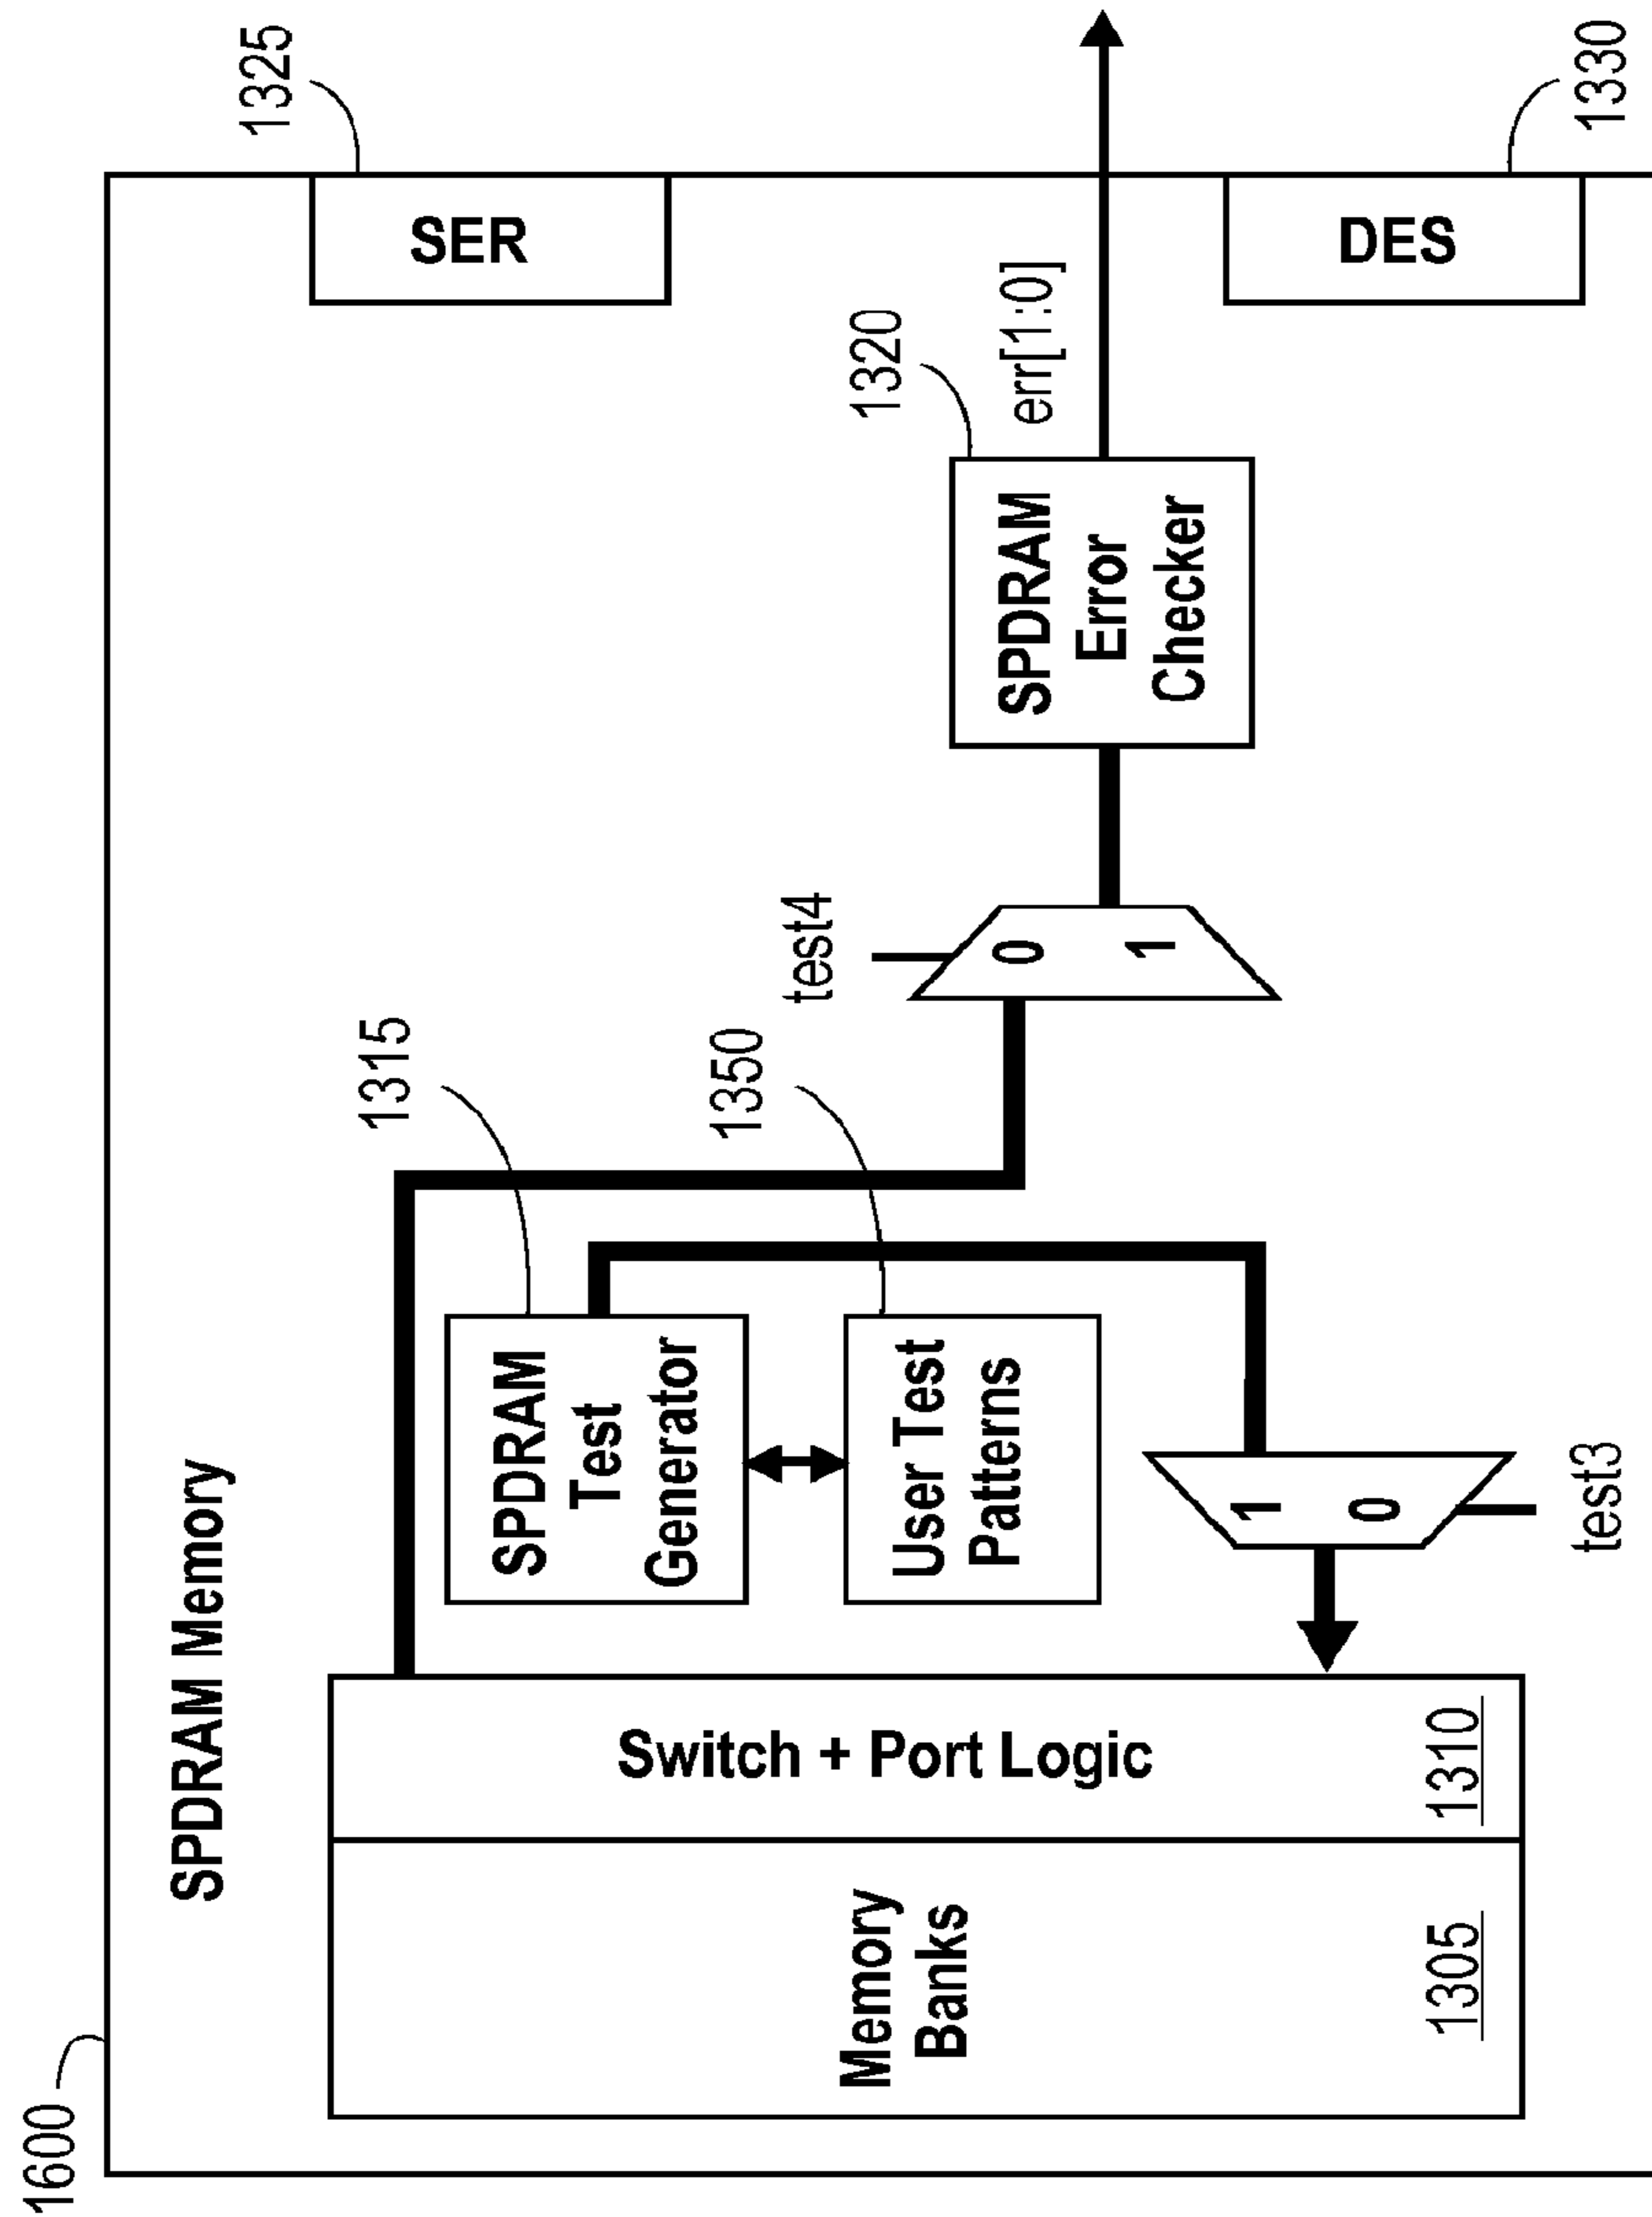 1600
SPDRAM Memory
Memory
Banks
1305
Switch + Port Logic
1310
SPDRAM
Test
Generator
1315
User Test
Patterns
1350
1
0
test3
test4
0
1
SPDRAM
Error
Checker
1320
err[1:0]
SER
1325
DES
1330